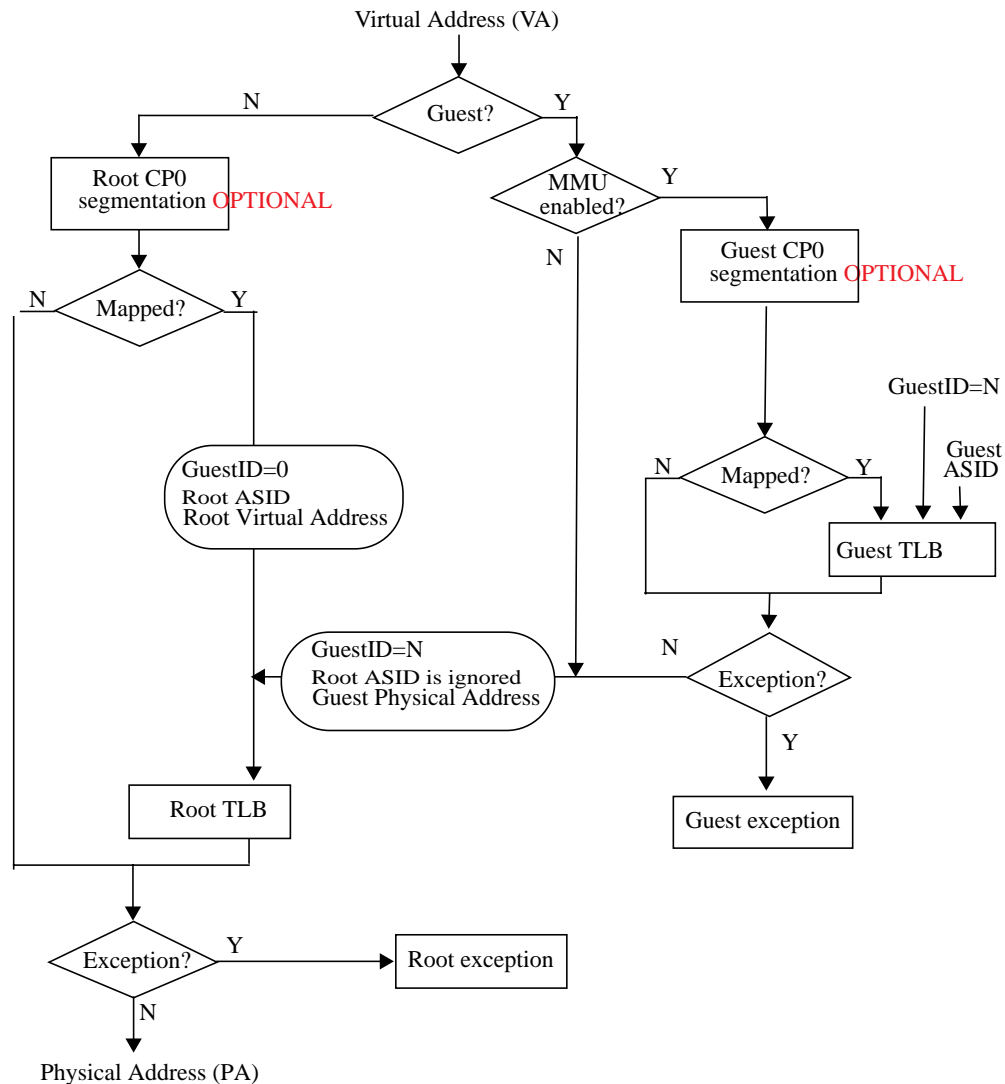 Virtual Address (VA)
N
Guest?
Y
Root CP0
segmentation OPTIONAL
MMU
enabled?
Y
N
Guest CP0
segmentation OPTIONAL
N
Mapped?
Y
GuestID=N
Guest
ASID
GuestID=0
Root ASID
Root Virtual Address
N
Mapped?
Y
Guest TLB
GuestID=N
Root ASID is ignored
Guest Physical Address
N
Exception?
Y
Root TLB
Guest exception
Exception?
Y
Root exception
N
Physical Address (PA)